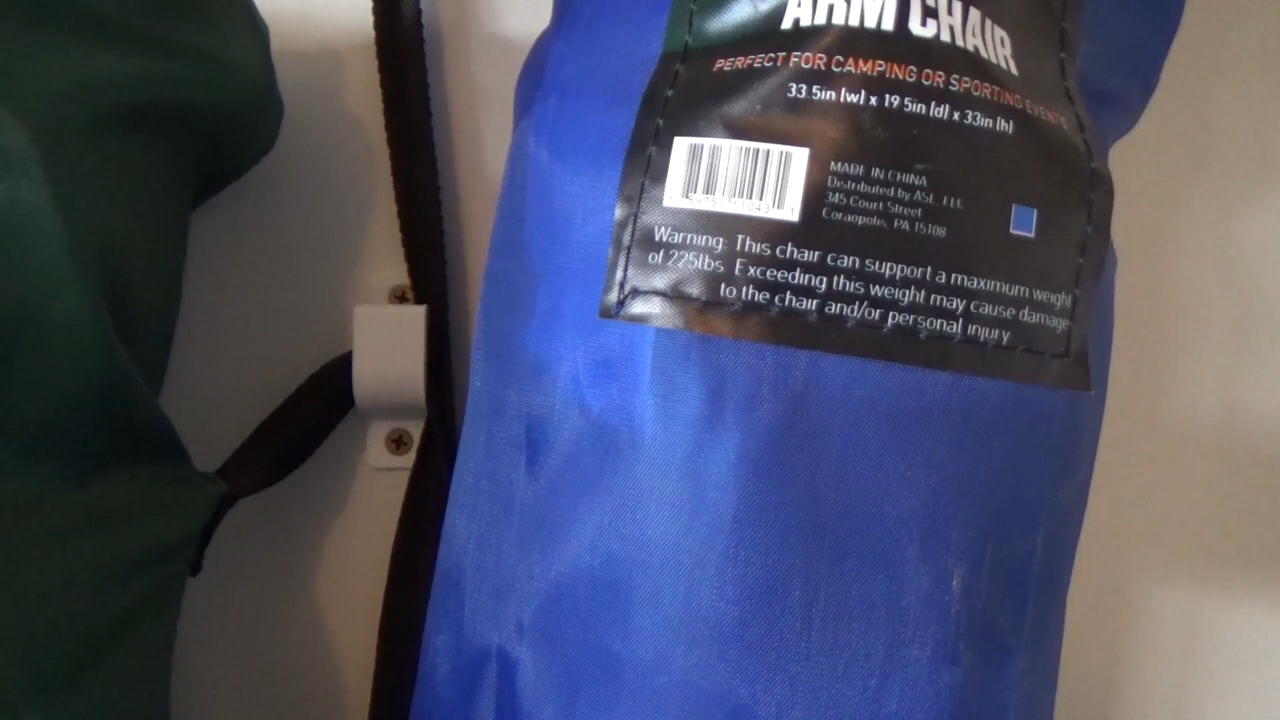 ARM CHAIR
PERFECT FOR CAMPING OR SPORTING EVENTS
33.5in (w) x 19.5in (d) x 33in (h)
MADE IN CHINA
Distributed by ASL, LLC
345 Court Street
Coraopolis, PA 15108
Warning: This chair can support a maximum weight
of 225lbs. Exceeding this weight may cause damage
to the chair and/or personal injury